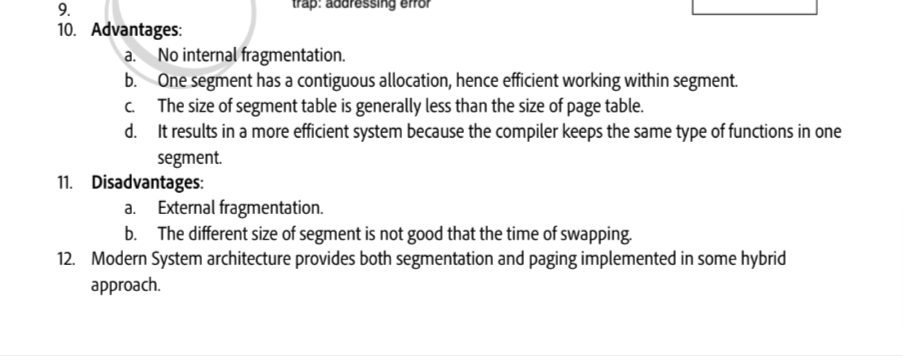 trap: addressing error
9.
10. Advantages:
a. No internal fragmentation.
b. One segment has a contiguous allocation, hence efficient working within segment.
c. The size of segment table is generally less than the size of page table.
d. It results in a more efficient system because the compiler keeps the same type of functions in one
segment.
11. Disadvantages:
a. External fragmentation.
b. The different size of segment is not good that the time of swapping.
12. Modern System architecture provides both segmentation and paging implemented in some hybrid
approach.